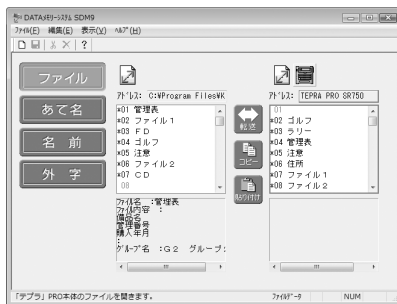 DATAﾒﾓﾘｰｼｽﾃﾑ SDM9
ﾌｧｲﾙ(F) 編集(E) 表示(V) ﾍﾙﾌﾟ(H)
ファイル
あて名
名 前
外 字
ｱﾄﾞﾚｽ: C:¥Program Files¥K
*01 管理表
*02 ファイル１
*03 ＦＤ
*04 ゴルフ
*05 注意
*06 ファイル２
*07 ＣＤ
08
転送
コピー
貼り付け
ｱﾄﾞﾚｽ: TEPRA PRO SR750
01
*02 ゴルフ
*03 ラリー
*04 管理表
*05 注意
*06 住所
*07 ファイル１
*08 ファイル２
ﾌｧｲﾙ名 :管理表
ﾌｧｲﾙ内容 :
備品名
管理番号
購入年月
:
ｸﾞﾙｰﾌﾟ名 :Ｇ２ グループ:
「テプラ」PRO本体のファイルを開きます。
ﾌｧｲﾙﾃﾞｰﾀ NUM